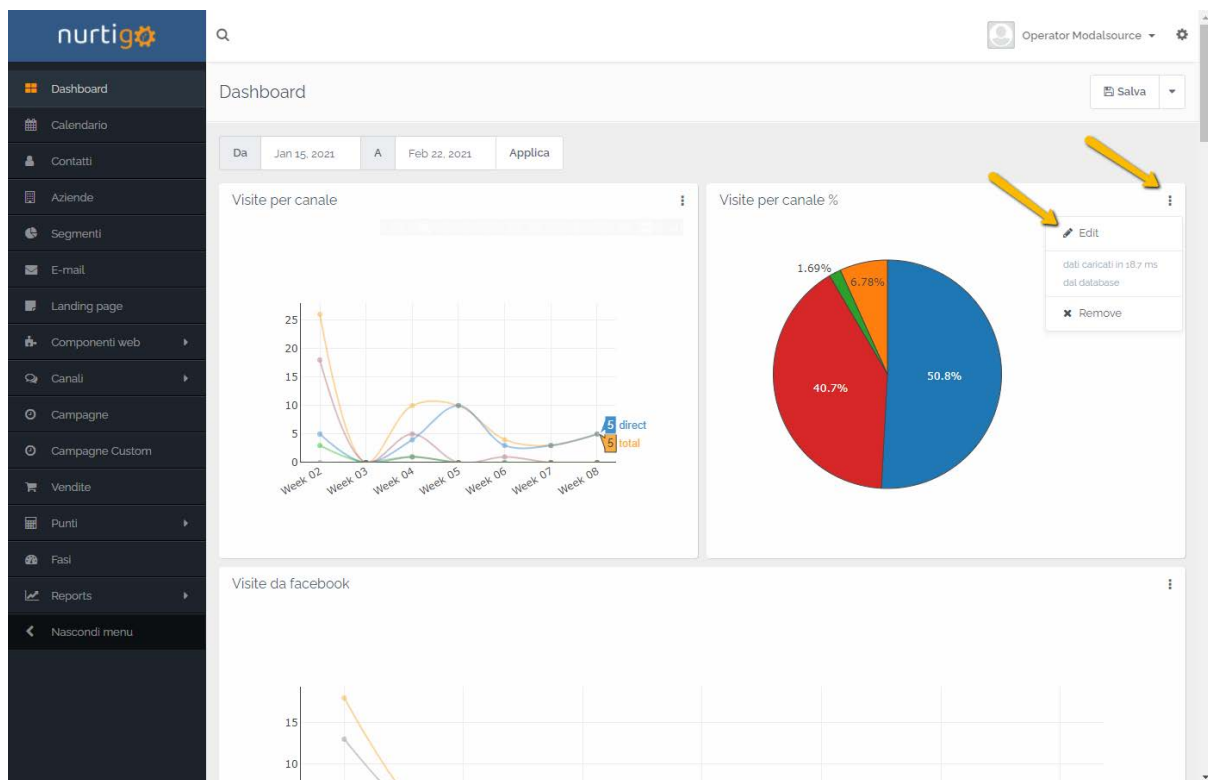 nurtigo
Operator Modalsource
Dashboard
Calendario
Contatti
Aziende
Segmenti
E-mail
Landing page
Componenti web
Canali
Campagne
Campagne Custom
Vendite
Punti
Fasi
Reports
Nascondi menu
Dashboard
Salva
Da Jan 15, 2021 A Feb 22, 2021 Applica
Visite per canale
25
20
15
10
5
0
Week 02 Week 03 Week 04 Week 05 Week 06 Week 07 Week 08
5 direct
5 total
Visite per canale %
Edit
dati caricati in 18.7 ms
dal database
Remove
1.69%
6.78%
40.7%
50.8%
Visite da facebook
15
10